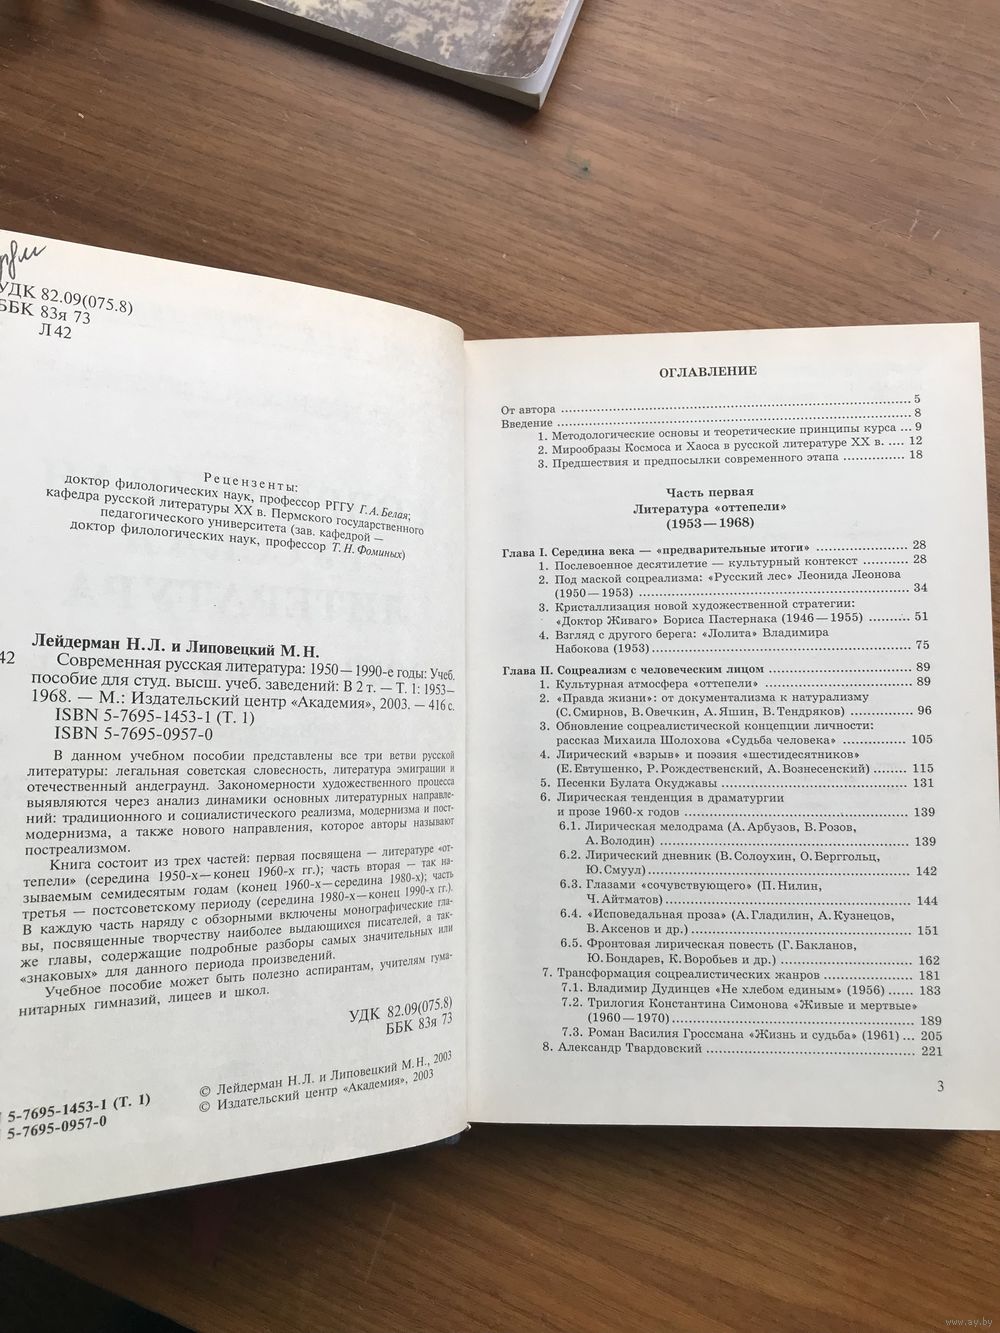 УДК 82.09(075.8)
ББК 83я 73
Л42
Рецензенты:
доктор филологических наук, профессор РГГУ Г.А.Белая;
кафедра русской литературы XX в. Пермского государственного
педагогического университета (зав. кафедрой —
доктор филологических наук, профессор Т.Н.Фоминых)
Лейдерман Н.Л. и Липовецкий М.Н.
42
Современная русская литература: 1950—1990-е годы: Учеб.
пособие для студ. высш. учеб. заведений: В 2 т. — Т. 1: 1953—
1968. — М.: Издательский центр «Академия», 2003. — 416 с.
ISBN 5-7695-1453-1 (Т. 1)
ISBN 5-7695-0957-0
В данном учебном пособии представлены все три ветви русской
литературы: легальная советская словесность, литература эмиграции и
отечественный андеграунд. Закономерности художественного процесса
выявляются через анализ динамики основных литературных направле-
ний: традиционного и социалистического реализма, модернизма и пост-
модернизма, а также нового направления, которое авторы называют
постреализмом.
Книга состоит из трех частей: первая посвящена — литературе «от-
тепели» (середина 1950-х—конец 1960-х гг.); часть вторая — так на-
зываемым семидесятым годам (конец 1960-х—середина 1980-х); часть
третья — постсоветскому периоду (середина 1980-х—конец 1990-х гг.).
В каждую часть наряду с обзорными включены монографические гла-
вы, посвященные творчеству наиболее выдающихся писателей, а так-
же главы, содержащие подробные разборы самых значительных или
«знаковых» для данного периода произведений.
Учебное пособие может быть полезно аспирантам, учителям гума-
нитарных гимназий, лицеев и школ.
УДК 82.09(075.8)
ББК 83я 73
© Лейдерман Н.Л. и Липовецкий М.Н., 2003
© Издательский центр «Академия», 2003
5-7695-1453-1 (Т. 1)
5-7695-0957-0
ОГЛАВЛЕНИЕ
От автора ... 5
Введение ... 8
1. Методологические основы и теоретические принципы курса ... 9
2. Мирообразы Космоса и Хаоса в русской литературе XX в. .... 12
3. Предшествия и предпосылки современного этапа ... 18
Часть первая
Литература «оттепели»
(1953—1968)
Глава I. Середина века — «предварительные итоги» ... 28
1. Послевоенное десятилетие — культурный контекст ... 28
2. Под маской соцреализма: «Русский лес» Леонида Леонова
(1950—1953) ... 34
3. Кристаллизация новой художественной стратегии:
«Доктор Живаго» Бориса Пастернака (1946—1955) ... 51
4. Взгляд с другого берега: «Лолита» Владимира
Набокова (1953) ... 75
Глава II. Соцреализм с человеческим лицом ... 89
1. Культурная атмосфера «оттепели» ... 89
2. «Правда жизни»: от документализма к натурализму
(С.Смирнов, В.Овечкин, А.Яшин, В.Тендряков) ... 96
3. Обновление соцреалистической концепции личности:
рассказ Михаила Шолохова «Судьба человека» ... 105
4. Лирический «взрыв» и поэзия «шестидесятников»
(Е.Евтушенко, Р.Рождественский, А.Вознесенский) ... 115
5. Песенки Булата Окуджавы ... 131
6. Лирическая тенденция в драматургии
и прозе 1960-х годов ... 139
6.1. Лирическая мелодрама (А.Арбузов, В.Розов,
А.Володин) ... 139
6.2. Лирический дневник (В.Солоухин, О.Берггольц,
Ю.Смуул) ... 142
6.3. Глазами «сочувствующего» (П.Нилин,
Ч.Айтматов) ... 144
6.4. «Исповедальная проза» (А.Гладилин, А.Кузнецов,
В.Аксенов и др.) ... 151
6.5. Фронтовая лирическая повесть (Г.Бакланов,
Ю.Бондарев, К.Воробьев и др.) ... 162
7. Трансформация соцреалистических жанров ... 181
7.1. Владимир Дудинцев «Не хлебом единым» (1956) ... 183
7.2. Трилогия Константина Симонова «Живые и мертвые»
(1960—1970) ... 189
7.3. Роман Василия Гроссмана «Жизнь и судьба» (1961) ... 205
8. Александр Твардовский ... 221
3
www.ay.by